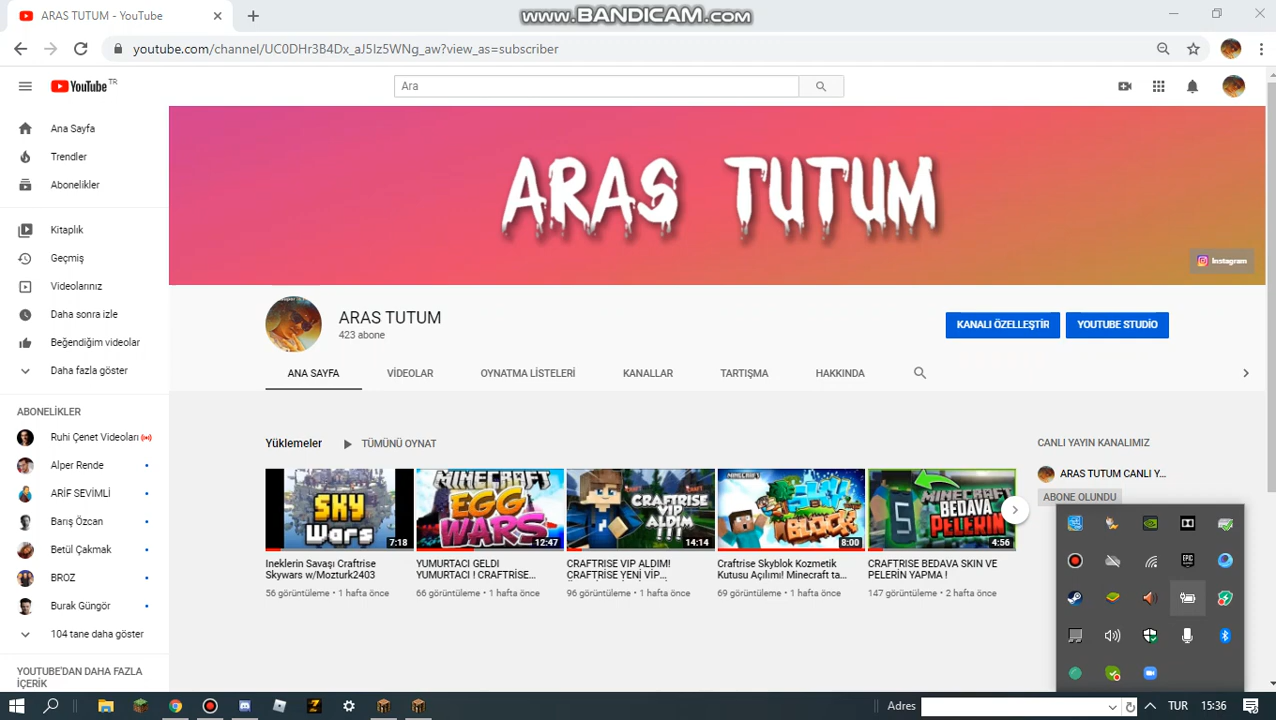 ARAS TUTUM - YouTube
www.BANDICAM.com
youtube.com/channel/UC0DHr3B4Dx_aJ5Iz5WNg_aw?view_as=subscriber
YouTube TR
Ara
Ana Sayfa
Trendler
Abonelikler
Kitaplık
Geçmiş
Videolarınız
Daha sonra izle
Beğendiğim videolar
Daha fazla göster
ABONELİKLER
Ruhi Çenet Videoları
Alper Rende
ARİF SEVİMLİ
Barış Özcan
Betül Çakmak
BROZ
Burak Güngör
104 tane daha göster
YOUTUBE'DAN DAHA FAZLA
İÇERİK
ARAS TUTUM
Instagram
ARAS TUTUM
423 abone
KANALI ÖZELLEŞTİR
YOUTUBE STUDIO
ANA SAYFA
VİDEOLAR
OYNATMA LİSTELERİ
KANALLAR
TARTIŞMA
HAKKINDA
Yüklemeler
TÜMÜNÜ OYNAT
SKY
Wars
7:18
Ineklerin Savaşı Craftrise
Skywars w/Mozturk2403
56 görüntüleme • 1 hafta önce
MINECRAFT
EGG
WARS
12:47
YUMURTACI GELDI
YUMURTACI ! CRAFTRİSE...
66 görüntüleme • 1 hafta önce
CRAFTRISE
VIP
ALDIM!
14:14
CRAFTRISE VIP ALDIM!
CRAFTRİSE YENİ VİP...
96 görüntüleme • 1 hafta önce
MINECRAFT
SKY
BLOCK
8:00
Craftrise Skyblok Kozmetik
Kutusu Açılımı! Minecraft ta...
69 görüntüleme • 1 hafta önce
MINECRAFT
BEDAVA
PELERIN
4:56
CRAFTRISE BEDAVA SKIN VE
PELERİN YAPMA !
147 görüntüleme • 2 hafta önce
CANLI YAYIN KANALIMIZ
ARAS TUTUM CANLI Y...
ABONE OLUNDU
EPIC
Adres
TUR
15:36